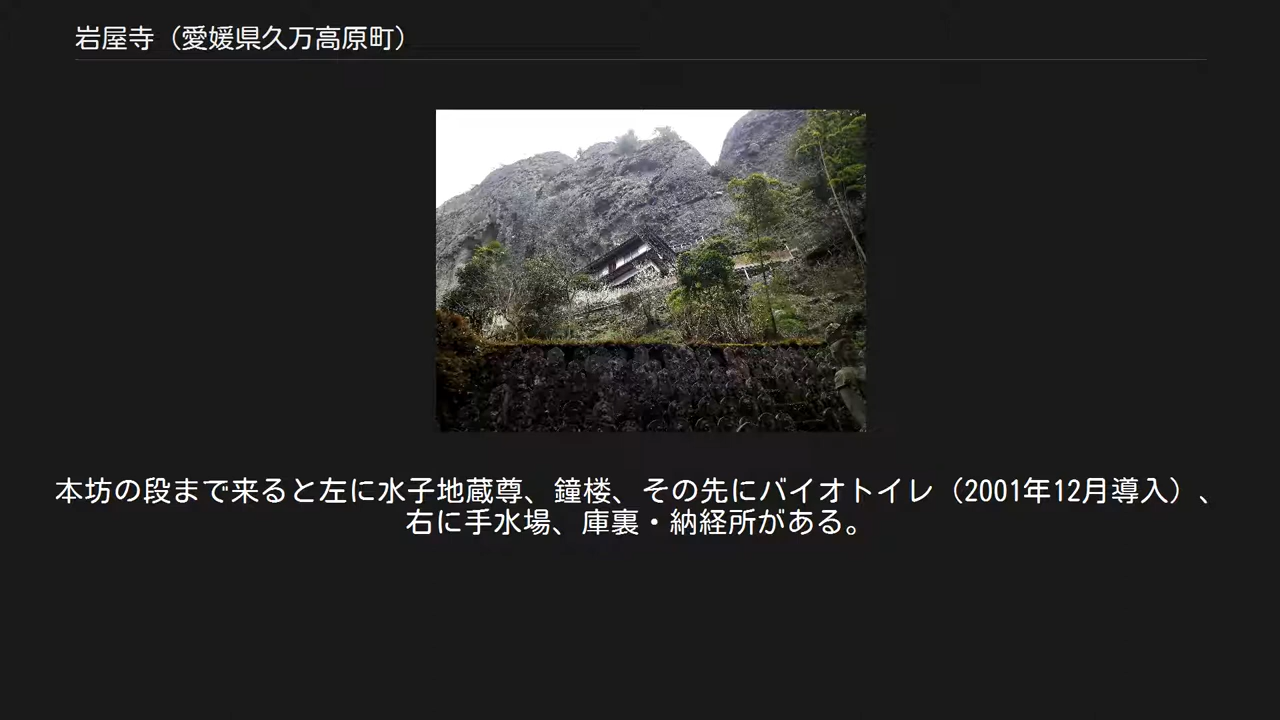 岩屋寺（愛媛県久万高原町）
本坊の段まで来ると左に水子地蔵尊、鐘楼、その先にバイオトイレ（2001年12月導入）、
右に手水場、庫裏・納経所がある。